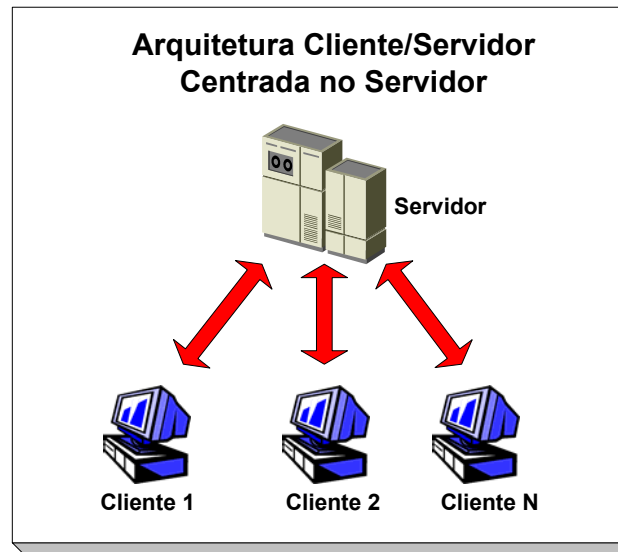 Arquitetura Cliente/Servidor
Centrada no Servidor
Servidor
Cliente 1
Cliente 2
Cliente N